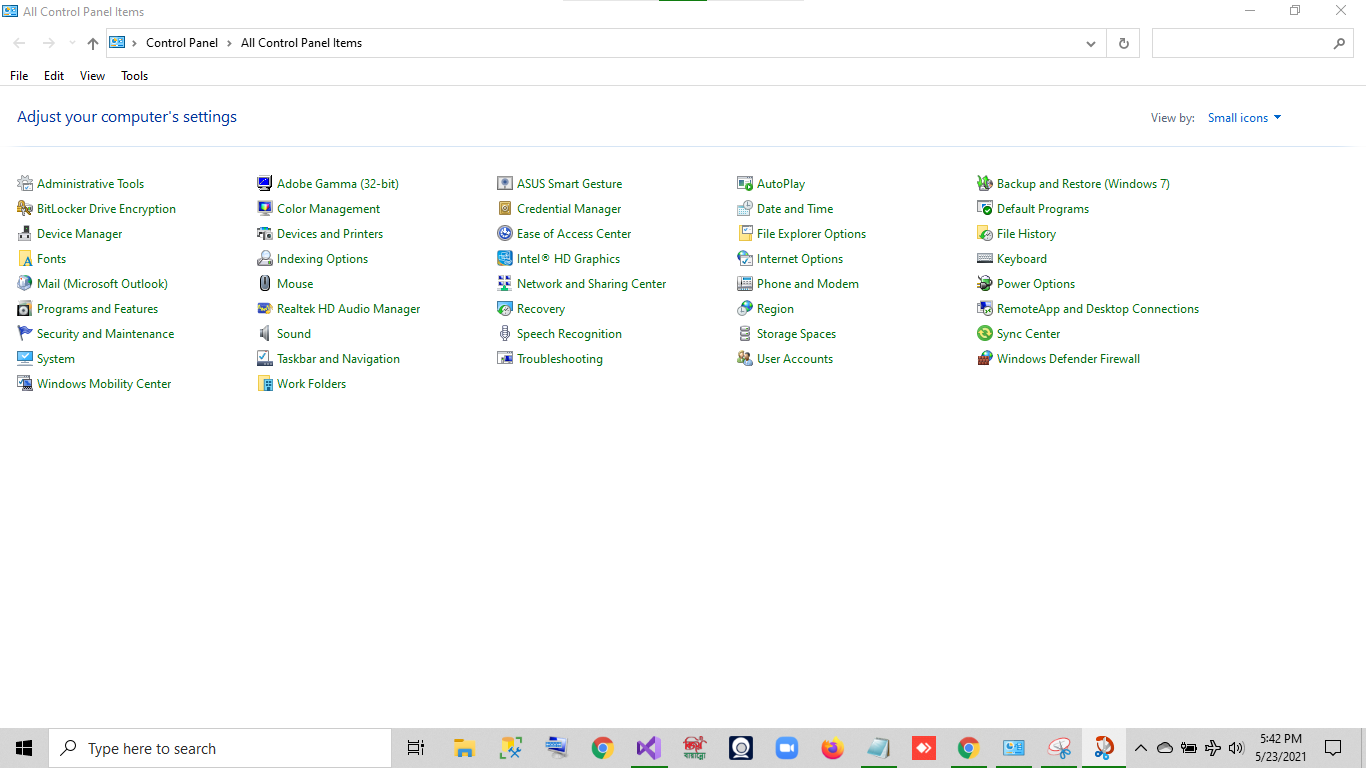 All Control Panel Items
Control Panel › All Control Panel Items
File Edit View Tools
Adjust your computer's settings
View by: Small icons
Administrative Tools Adobe Gamma (32-bit) ASUS Smart Gesture AutoPlay Backup and Restore (Windows 7)
BitLocker Drive Encryption Color Management Credential Manager Date and Time Default Programs
Device Manager Devices and Printers Ease of Access Center File Explorer Options File History
Fonts Indexing Options Intel® HD Graphics Internet Options Keyboard
Mail (Microsoft Outlook) Mouse Network and Sharing Center Phone and Modem Power Options
Programs and Features Realtek HD Audio Manager Recovery Region RemoteApp and Desktop Connections
Security and Maintenance Sound Speech Recognition Storage Spaces Sync Center
System Taskbar and Navigation Troubleshooting User Accounts Windows Defender Firewall
Windows Mobility Center Work Folders
Type here to search
5:42 PM
5/23/2021